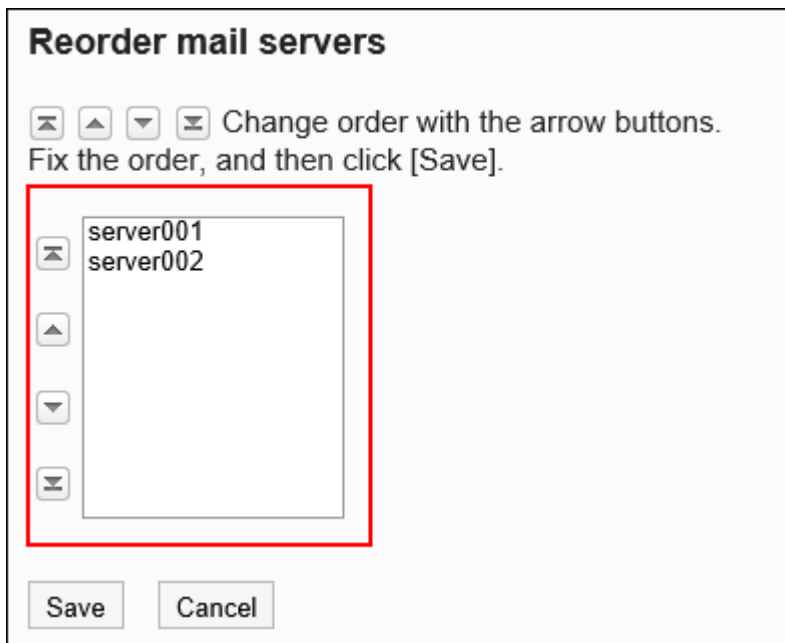 Reorder mail servers
Change order with the arrow buttons.
Fix the order, and then click [Save].
server001
server002
Save
Cancel